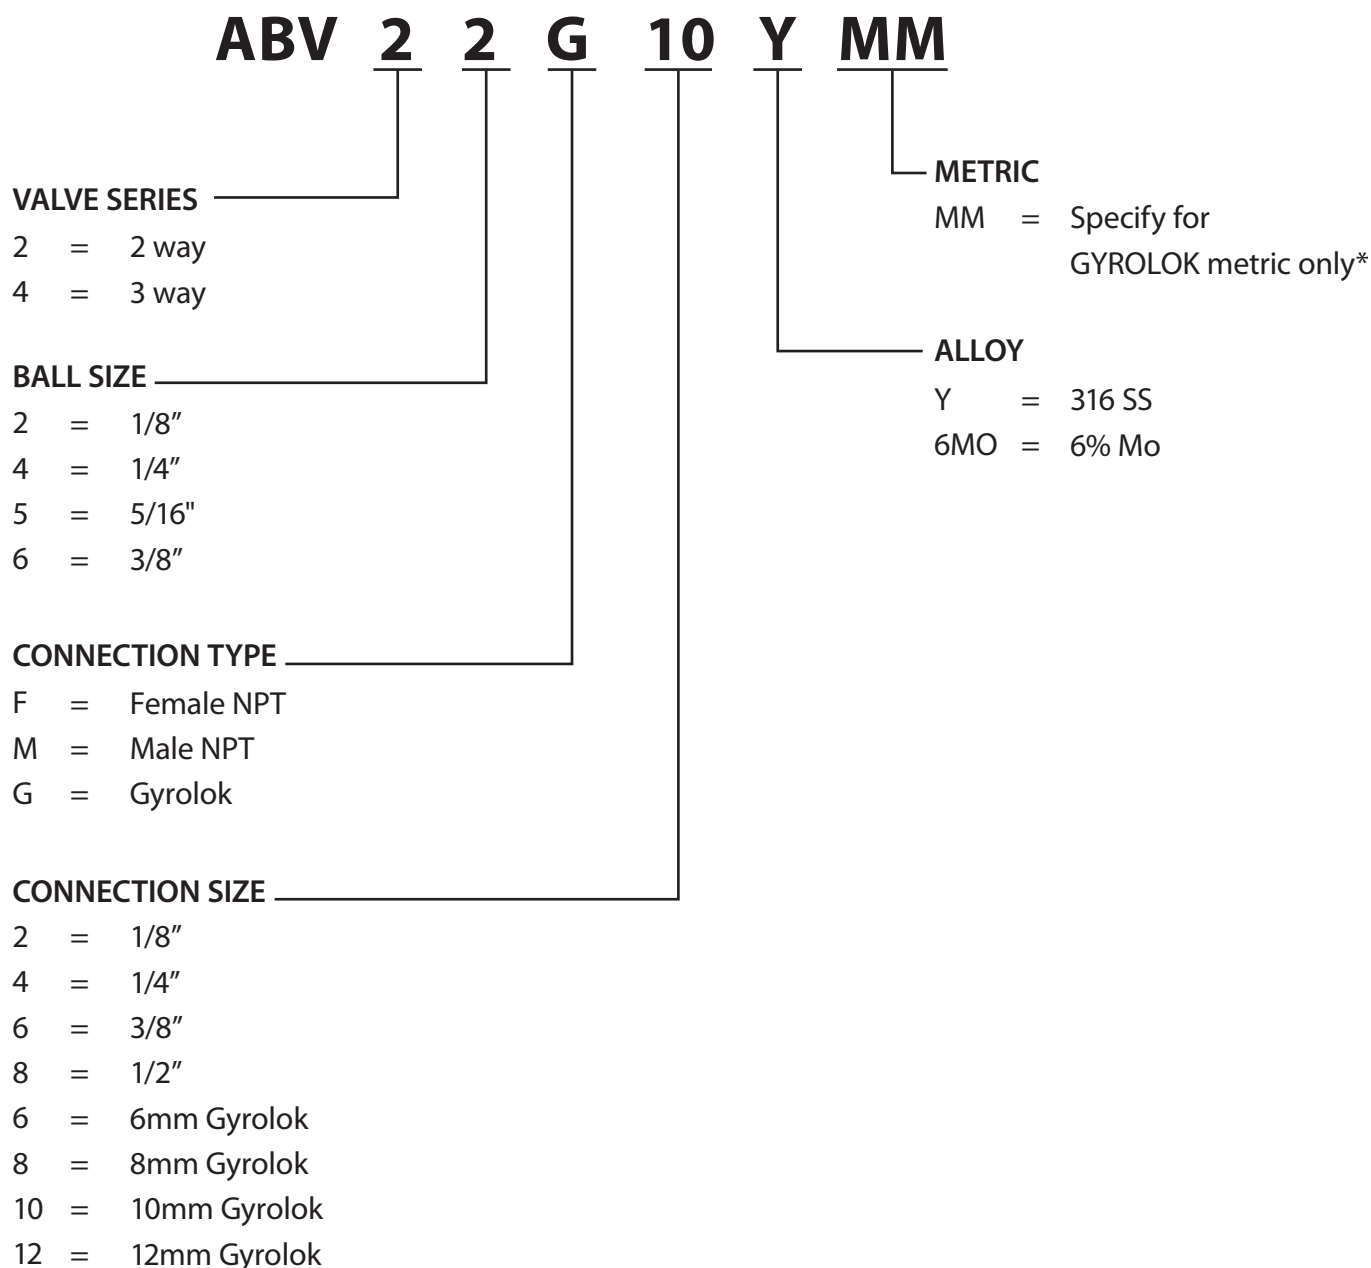 ABV 2 2 G 10 Y MM
VALVE SERIES
2 = 2 way
4 = 3 way
BALL SIZE
2 = 1/8”
4 = 1/4”
5 = 5/16"
6 = 3/8”
CONNECTION TYPE
F = Female NPT
M = Male NPT
G = Gyrolok
CONNECTION SIZE
2 = 1/8”
4 = 1/4”
6 = 3/8”
8 = 1/2”
6 = 6mm Gyrolok
8 = 8mm Gyrolok
10 = 10mm Gyrolok
12 = 12mm Gyrolok
METRIC
MM = Specify for
GYROLOK metric only*
ALLOY
Y = 316 SS
6MO = 6% Mo